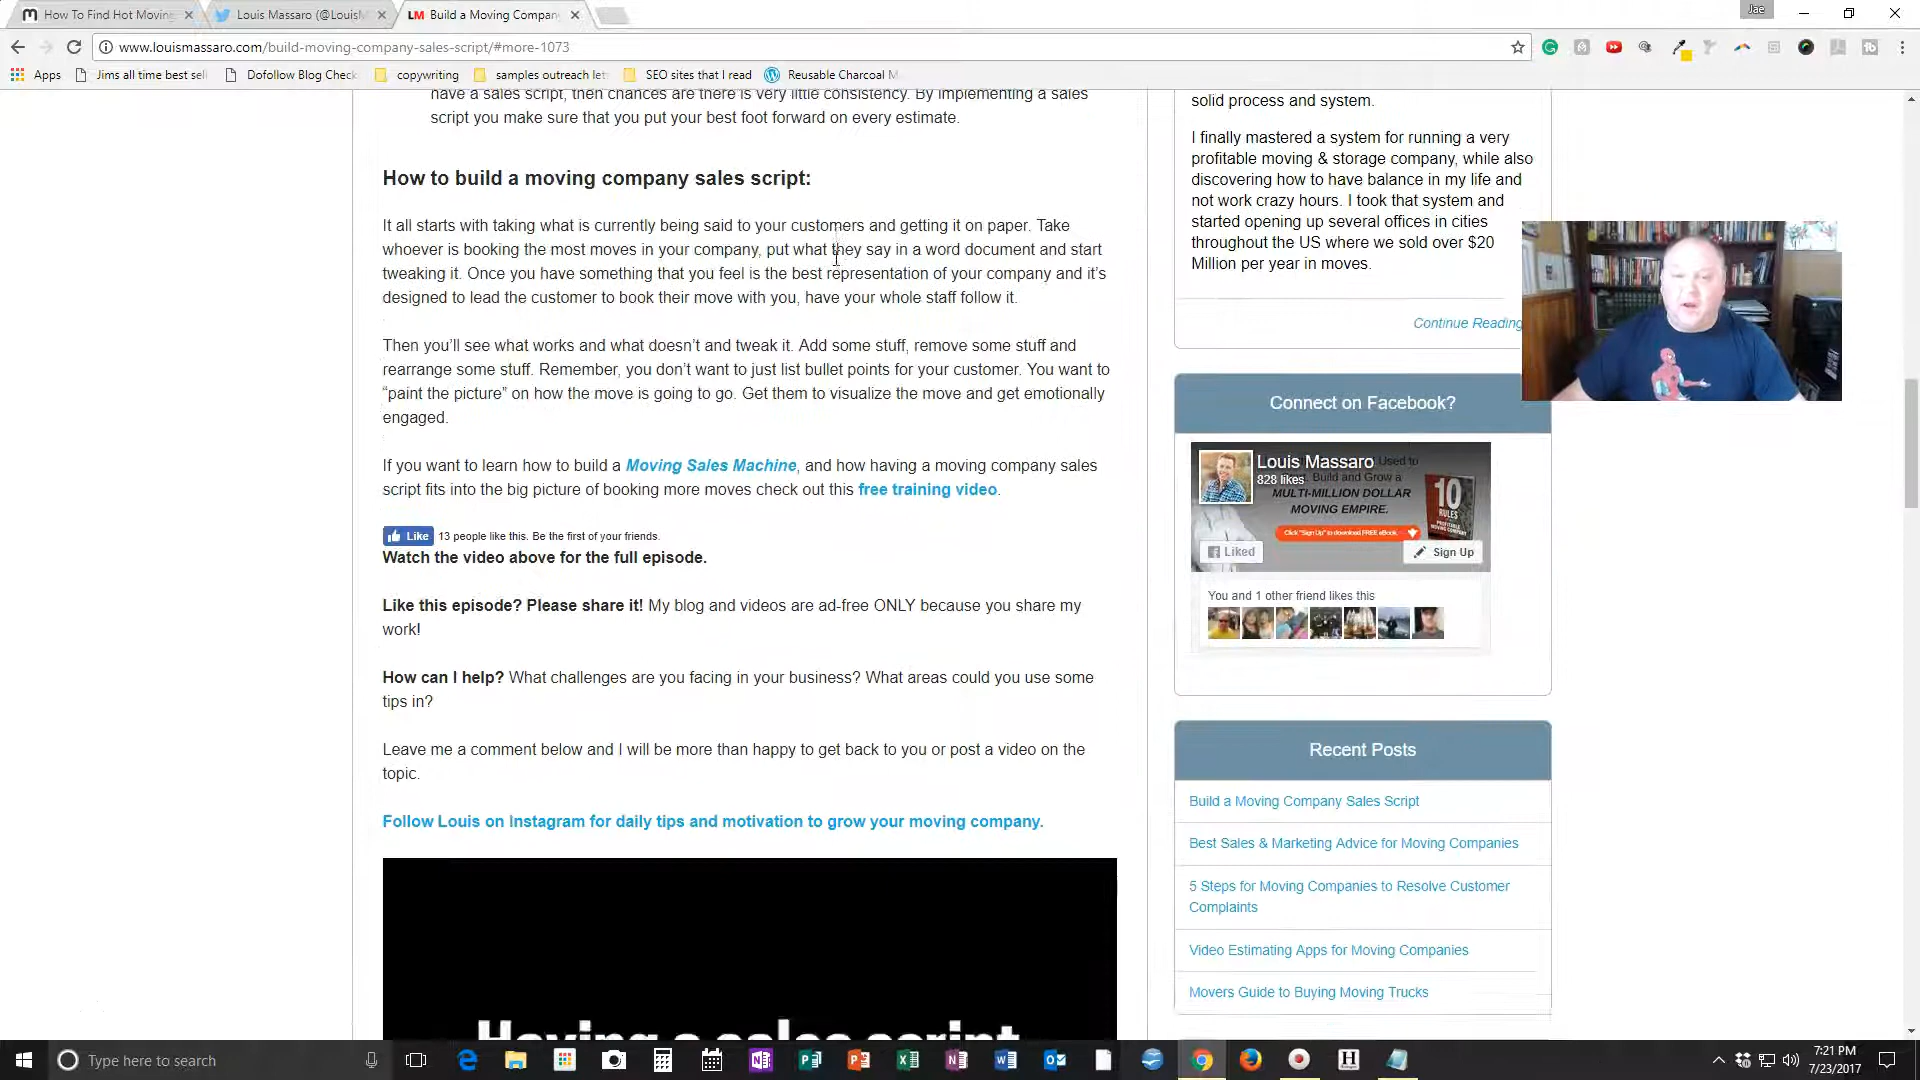 How To Find Hot Moving
Louis Massaro (@LouisM
LM Build a Moving Company
Jae
www.louismassaro.com/build-moving-company-sales-script/#more-1073
Apps
Jims all time best sell
Dofollow Blog Check
copywriting
samples outreach let
SEO sites that I read
Reusable Charcoal M
have a sales script, then chances are there is very little consistency. By implementing a sales
script you make sure that you put your best foot forward on every estimate.
How to build a moving company sales script:
It all starts with taking what is currently being said to your customers and getting it on paper. Take
whoever is booking the most moves in your company, put what they say in a word document and start
tweaking it. Once you have something that you feel is the best representation of your company and it's
designed to lead the customer to book their move with you, have your whole staff follow it.
Then you'll see what works and what doesn't and tweak it. Add some stuff, remove some stuff and
rearrange some stuff. Remember, you don't want to just list bullet points for your customer. You want to
“paint the picture” on how the move is going to go. Get them to visualize the move and get emotionally
engaged.
If you want to learn how to build a Moving Sales Machine, and how having a moving company sales
script fits into the big picture of booking more moves check out this free training video.
Like 13 people like this. Be the first of your friends.
Watch the video above for the full episode.
Like this episode? Please share it! My blog and videos are ad-free ONLY because you share my
work!
How can I help? What challenges are you facing in your business? What areas could you use some
tips in?
Leave me a comment below and I will be more than happy to get back to you or post a video on the
topic.
Follow Louis on Instagram for daily tips and motivation to grow your moving company.
Having a sales script
solid process and system.
I finally mastered a system for running a very
profitable moving & storage company, while also
discovering how to have balance in my life and
not work crazy hours. I took that system and
started opening up several offices in cities
throughout the US where we sold over $20
Million per year in moves.
Continue Reading
Connect on Facebook?
Louis Massaro Used to
828 likes
Build and Grow a
MULTI-MILLION DOLLAR
MOVING EMPIRE.
10
RULES
Click "Sign Up" to download FREE eBook.
Liked
Sign Up
You and 1 other friend likes this
Recent Posts
Build a Moving Company Sales Script
Best Sales & Marketing Advice for Moving Companies
5 Steps for Moving Companies to Resolve Customer
Complaints
Video Estimating Apps for Moving Companies
Movers Guide to Buying Moving Trucks
Type here to search
7:21 PM
7/23/2017